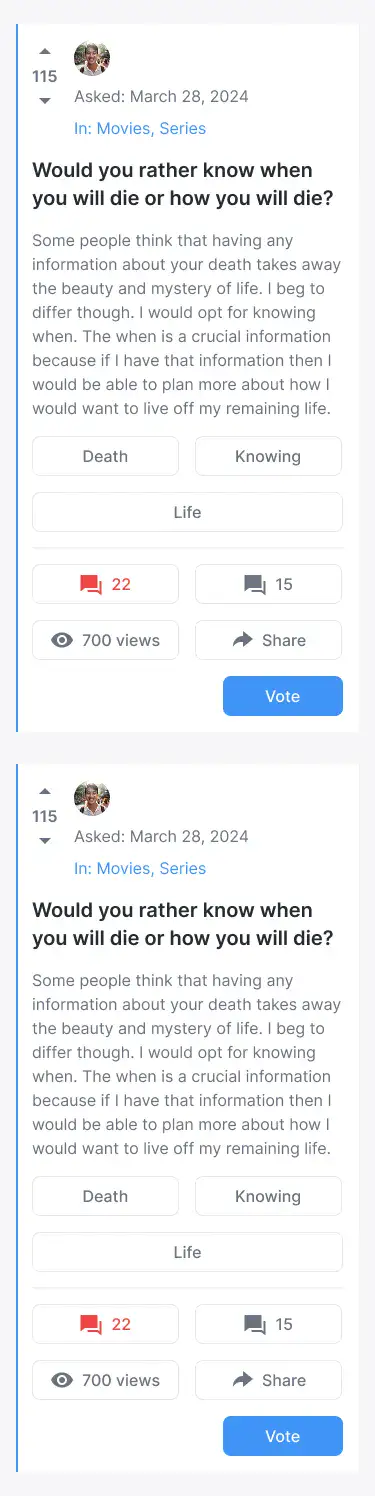 115
Asked: March 28, 2024
In: Movies, Series
Would you rather know when
you will die or how you will die?
Some people think that having any
information about your death takes away
the beauty and mystery of life. I beg to
differ though. I would opt for knowing
when. The when is a crucial information
because if I have that information then I
would be able to plan more about how I
would want to live off my remaining life.
Death
Knowing
Life
22
15
700 views
Share
Vote
115
Asked: March 28, 2024
In: Movies, Series
Would you rather know when
you will die or how you will die?
Some people think that having any
information about your death takes away
the beauty and mystery of life. I beg to
differ though. I would opt for knowing
when. The when is a crucial information
because if I have that information then I
would be able to plan more about how I
would want to live off my remaining life.
Death
Knowing
Life
22
15
700 views
Share
Vote